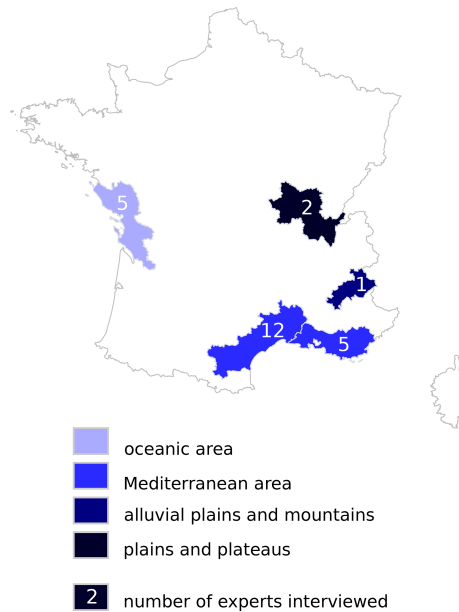 5
2
1
12
5
oceanic area
Mediterranean area
alluvial plains and mountains
plains and plateaus
2 number of experts interviewed